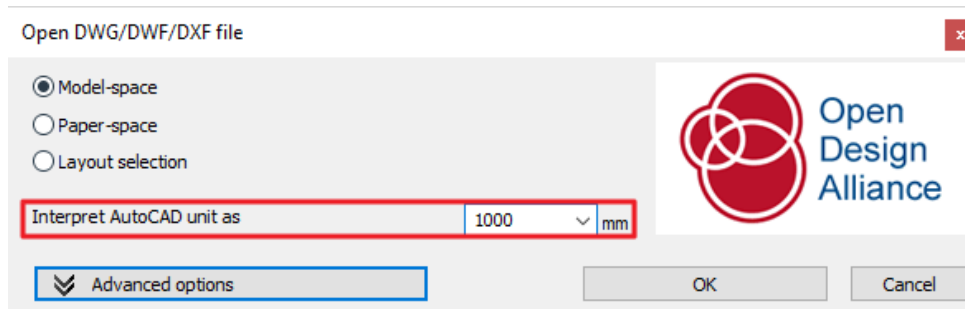 Open DWG/DWF/DXF file
x
Model-space
Paper-space
Layout selection
Open
Design
Alliance
Interpret AutoCAD unit as 1000 mm
Advanced options OK Cancel